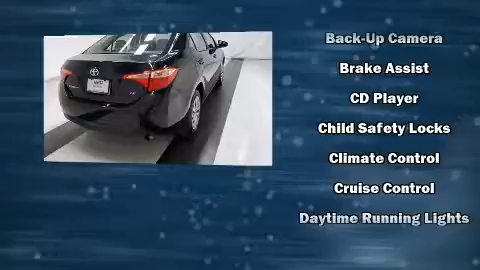 Back-Up Camera
Brake Assist
CD Player
Child Safety Locks
Climate Control
Cruise Control
Daytime Running Lights